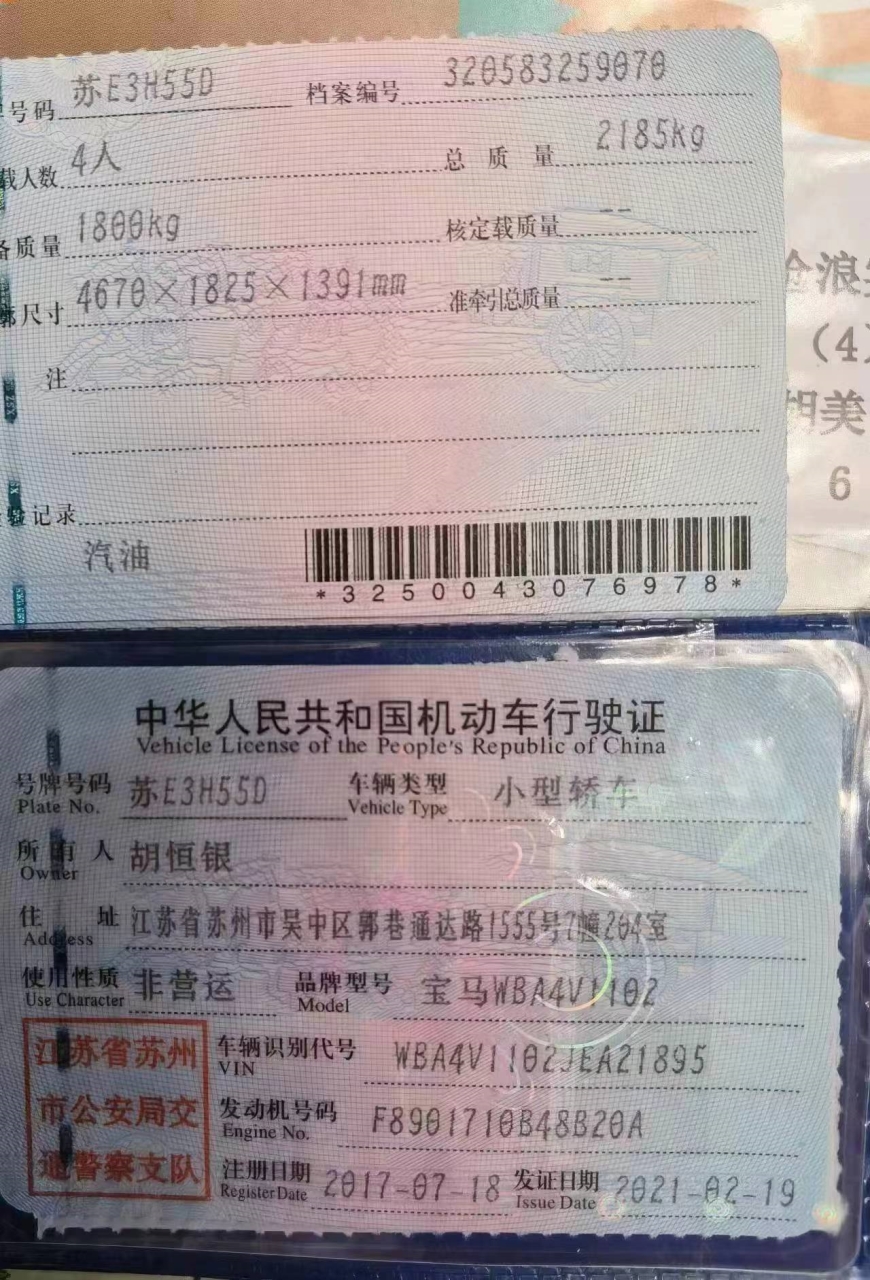 号码 苏E3H55D 档案编号 320583259070
载人数 4人 总质量 2185kg
备质量 1800kg 核定载质量 --
廓尺寸 4670×1825×1391mm 准牵引总质量 --
注
验记录
汽油
*3250043076978*
浪
(4)
美
6
中华人民共和国机动车行驶证
Vehicle License of the People's Republic of China
号牌号码 苏E3H55D 车辆类型 小型轿车
Plate No. Vehicle Type
所有人 胡恒银
Owner
住址 江苏省苏州市吴中区郭巷通达路1555号7幢204室
Address
使用性质 非营运 品牌型号 宝马WBA4V1102
Use Character Model
江苏省苏州
市公安局交
通警察支队
车辆识别代号 WBA4V1102JEA21895
VIN
发动机号码 F8901710B48B20A
Engine No.
注册日期 2017-07-18 发证日期 2021-02-19
Register Date Issue Date